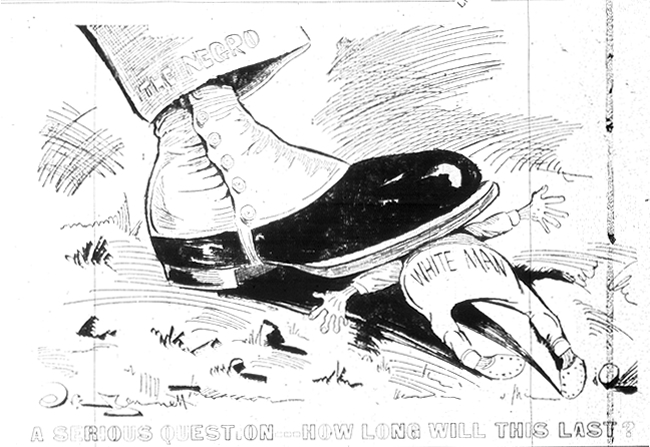 THE NEGRO
WHITE MAN
A SERIOUS QUESTION---HOW LONG WILL THIS LAST?